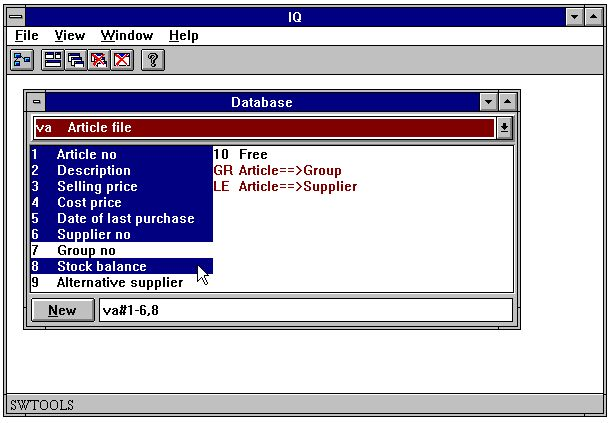 IQ
File View Window Help
?
Database
va Article file
1 Article no
2 Description
3 Selling price
4 Cost price
5 Date of last purchase
6 Supplier no
7 Group no
8 Stock balance
9 Alternative supplier
10 Free
GR Article==>Group
LE Article==>Supplier
New va#1-6,8
SWTOOLS